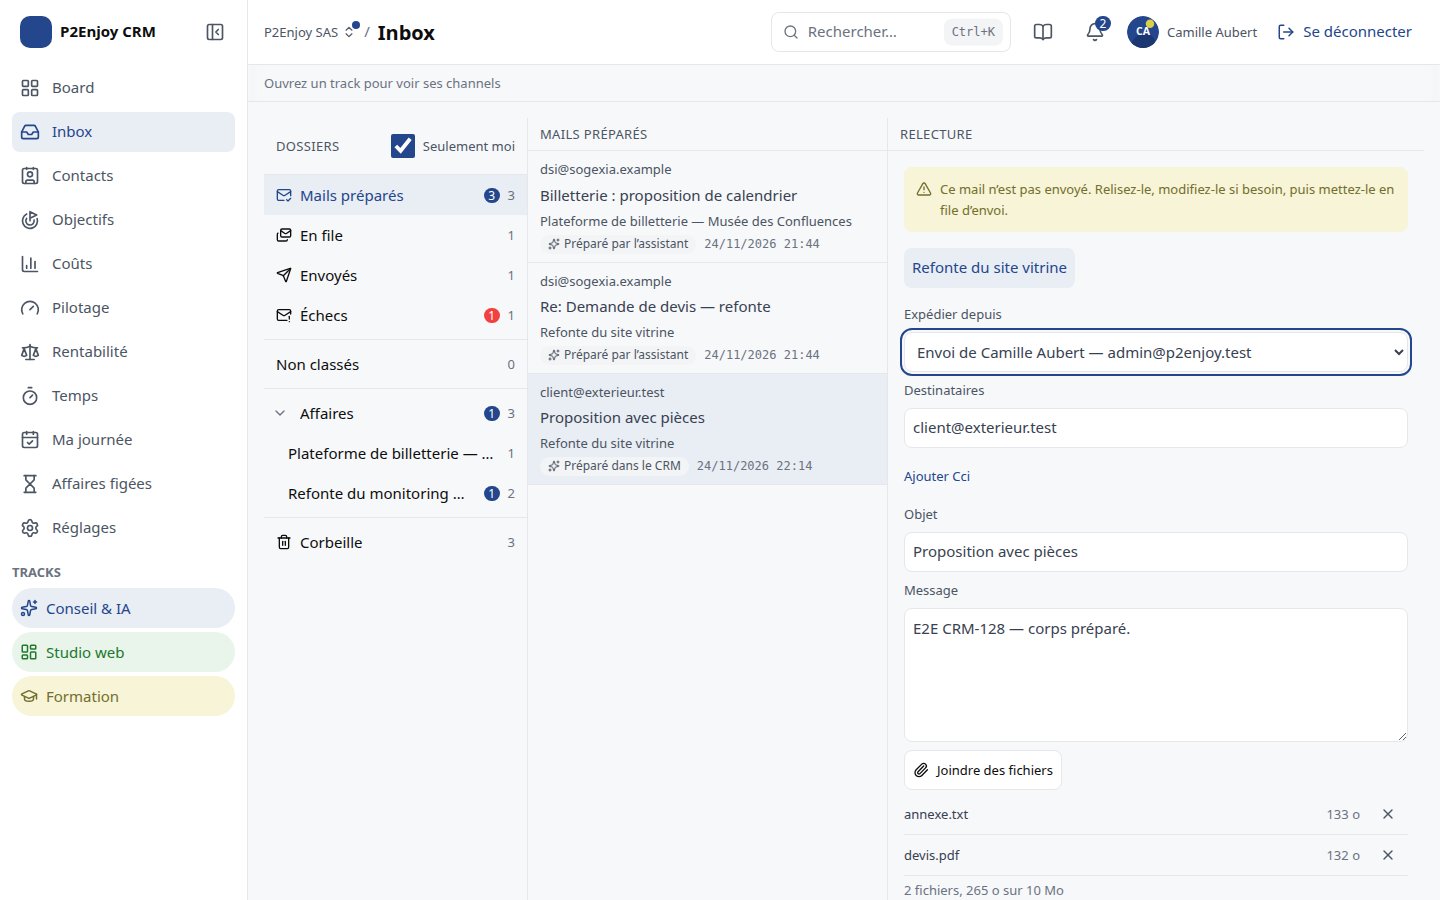 P2Enjoy CRM
Board
Inbox
Contacts
Objectifs
Coûts
Pilotage
Rentabilité
Temps
Ma journée
Affaires figées
Réglages
TRACKS
Conseil & IA
Studio web
Formation
P2Enjoy SAS / Inbox
Rechercher... Ctrl+K
2
CA Camille Aubert
Se déconnecter
Ouvrez un track pour voir ses channels
DOSSIERS Seulement moi
Mails préparés 3 3
En file 1
Envoyés 1
Échecs 1 1
Non classés 0
Affaires 1 3
Plateforme de billetterie — ... 1
Refonte du monitoring ... 1 2
Corbeille 3
MAILS PRÉPARÉS
dsi@sogexia.example
Billetterie : proposition de calendrier
Plateforme de billetterie — Musée des Confluences
Préparé par l’assistant 24/11/2026 21:44
dsi@sogexia.example
Re: Demande de devis — refonte
Refonte du site vitrine
Préparé par l’assistant 24/11/2026 21:44
client@exterieur.test
Proposition avec pièces
Refonte du site vitrine
Préparé dans le CRM 24/11/2026 22:14
RELECTURE
Ce mail n’est pas envoyé. Relisez-le, modifiez-le si besoin, puis mettez-le en
file d’envoi.
Refonte du site vitrine
Expédier depuis
Envoi de Camille Aubert — admin@p2enjoy.test
Destinataires
client@exterieur.test
Ajouter Cci
Objet
Proposition avec pièces
Message
E2E CRM-128 — corps préparé.
Joindre des fichiers
annexe.txt 133 o
devis.pdf 132 o
2 fichiers, 265 o sur 10 Mo